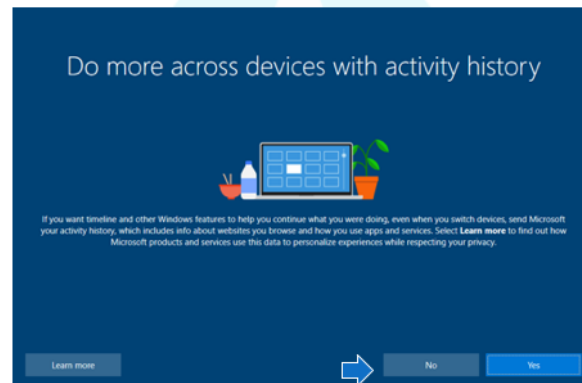 Do more across devices with activity history
If you want timeline and other Windows features to help you continue what you were doing, even when you switch devices, send Microsoft
your activity history, which includes info about websites you browse and how you use apps and services. Select Learn more to find out how
Microsoft products and services use this data to personalize experiences while respecting your privacy.
Learn more
No
Yes